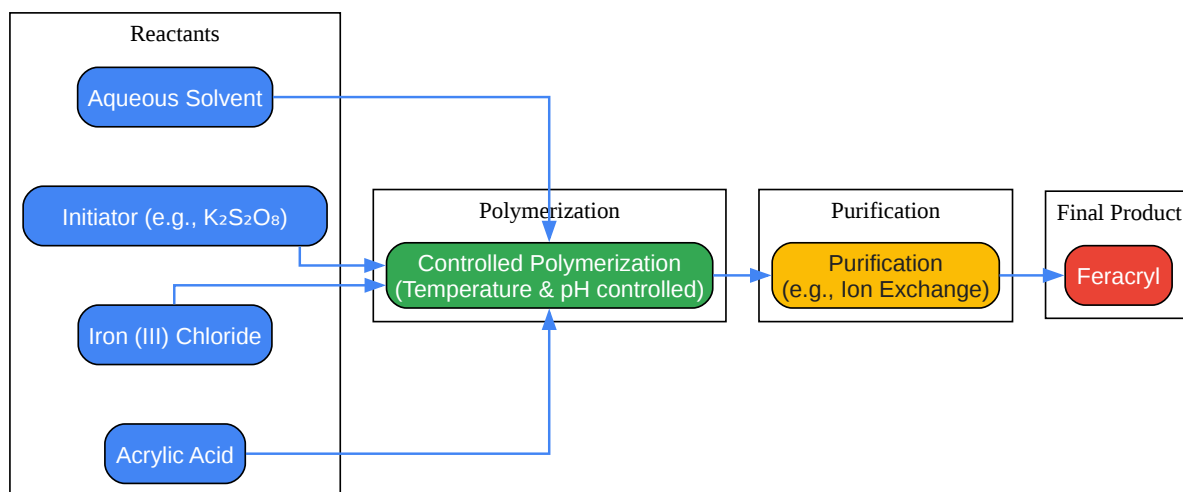 Reactants
Aqueous Solvent
Initiator (e.g., K₂S₂O₈)
Iron (III) Chloride
Acrylic Acid
Polymerization
Controlled Polymerization
(Temperature & pH controlled)
Purification
Purification
(e.g., Ion Exchange)
Final Product
Feracryl